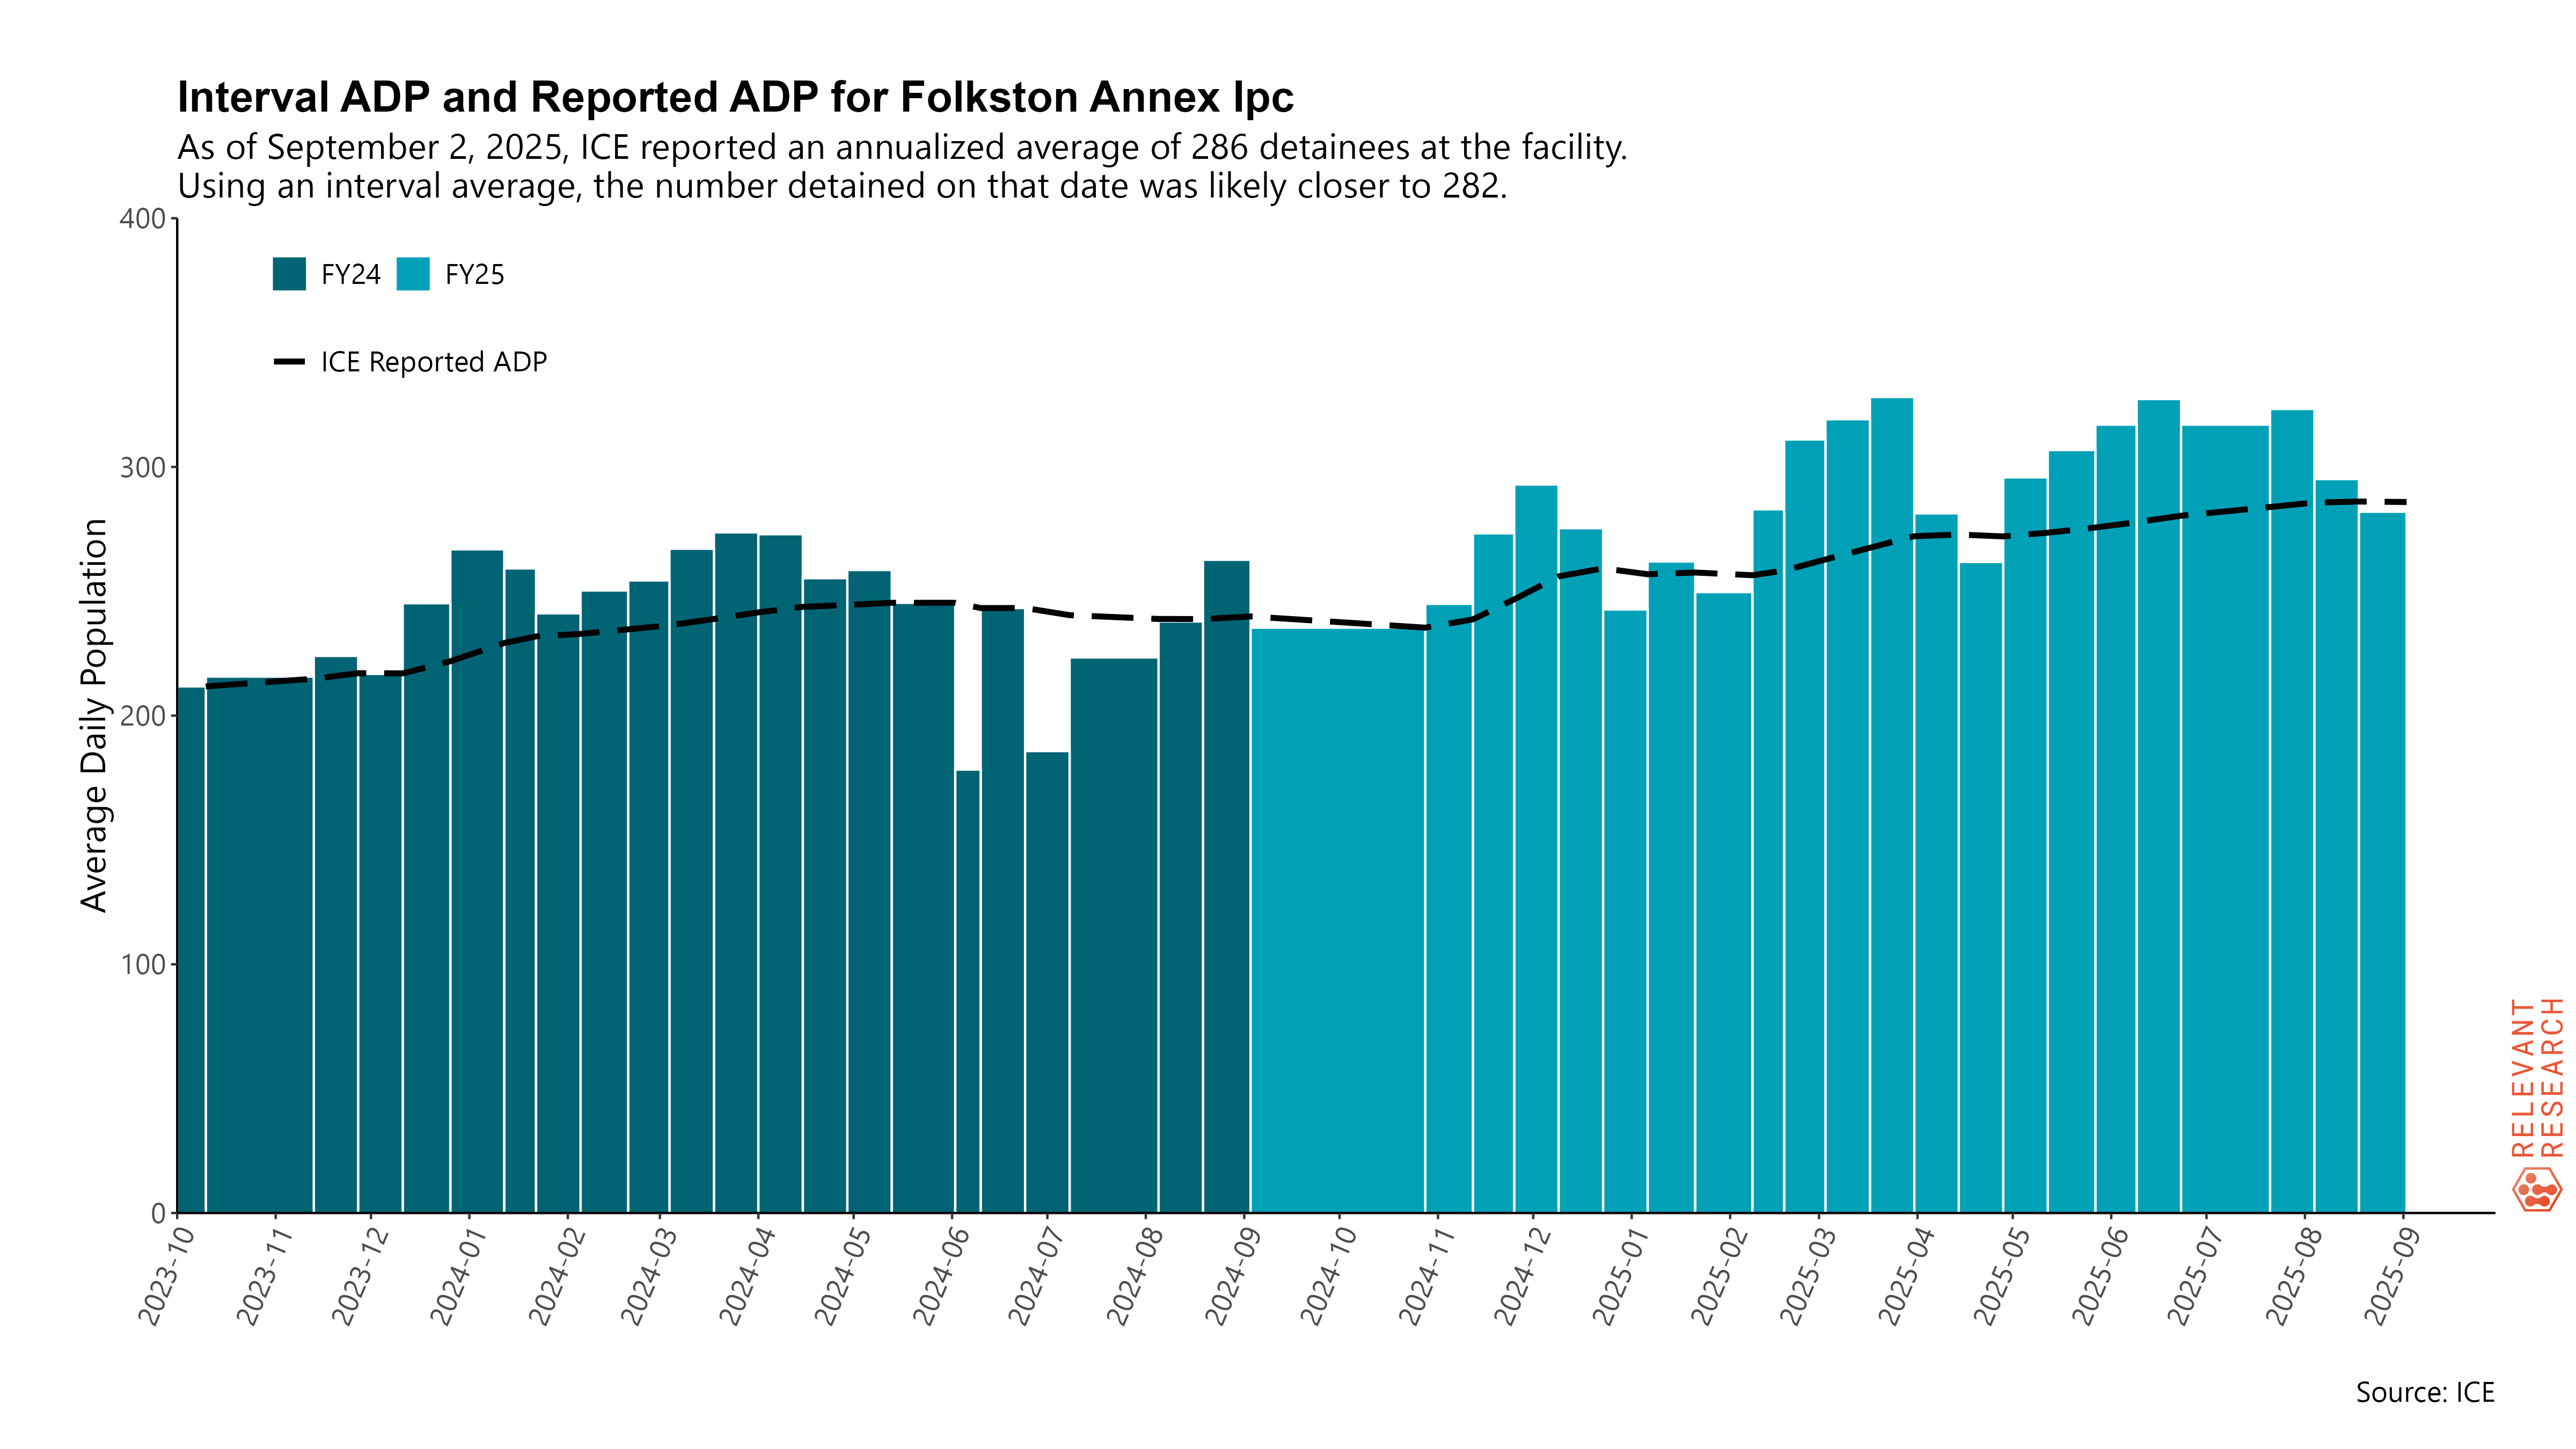 Interval ADP and Reported ADP for Folkston Annex Ipc
As of September 2, 2025, ICE reported an annualized average of 286 detainees at the facility.
Using an interval average, the number detained on that date was likely closer to 282.
400
300
200
100
0
Average Daily Population
FY24
FY25
ICE Reported ADP
2023-10
2023-11
2023-12
2024-01
2024-02
2024-03
2024-04
2024-05
2024-06
2024-07
2024-08
2024-09
2024-10
2024-11
2024-12
2025-01
2025-02
2025-03
2025-04
2025-05
2025-06
2025-07
2025-08
2025-09
RELEVANT
RESEARCH
Source: ICE